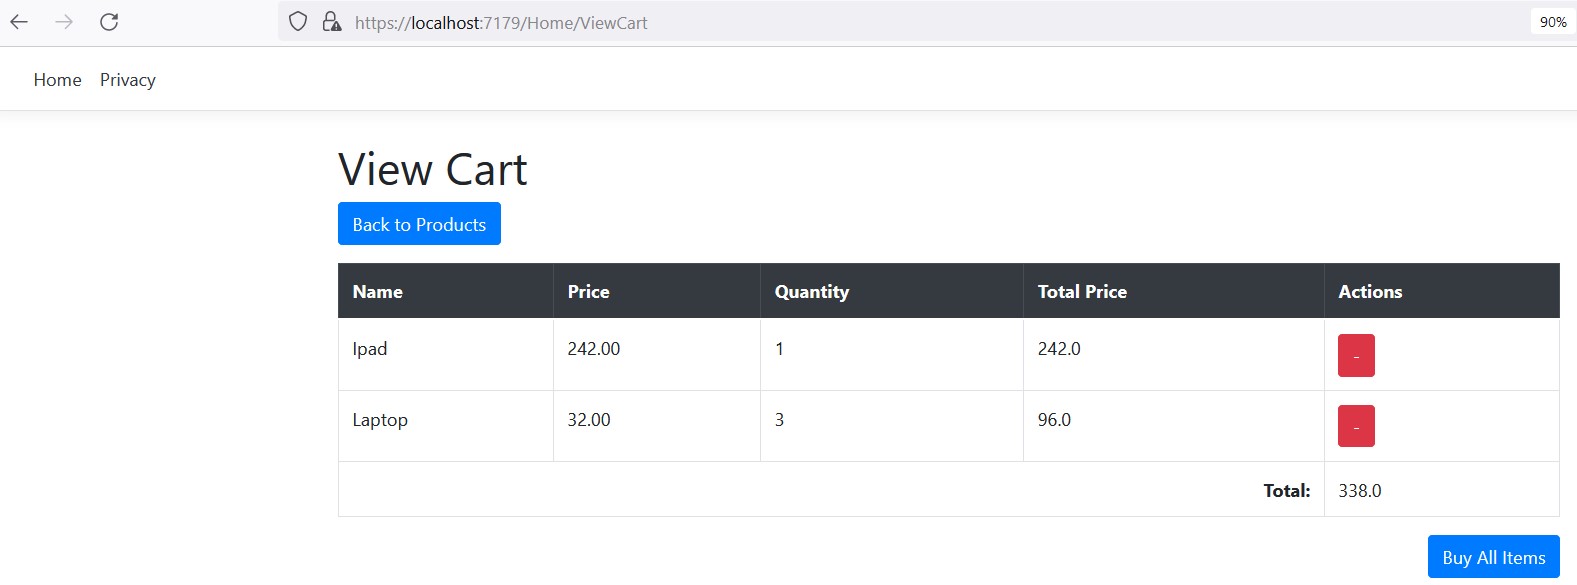 https://localhost:7179/Home/ViewCart 90%
Home Privacy
View Cart
Back to Products
Name Price Quantity Total Price Actions
Ipad 242.00 1 242.0 -
Laptop 32.00 3 96.0 -
Total: 338.0
Buy All Items